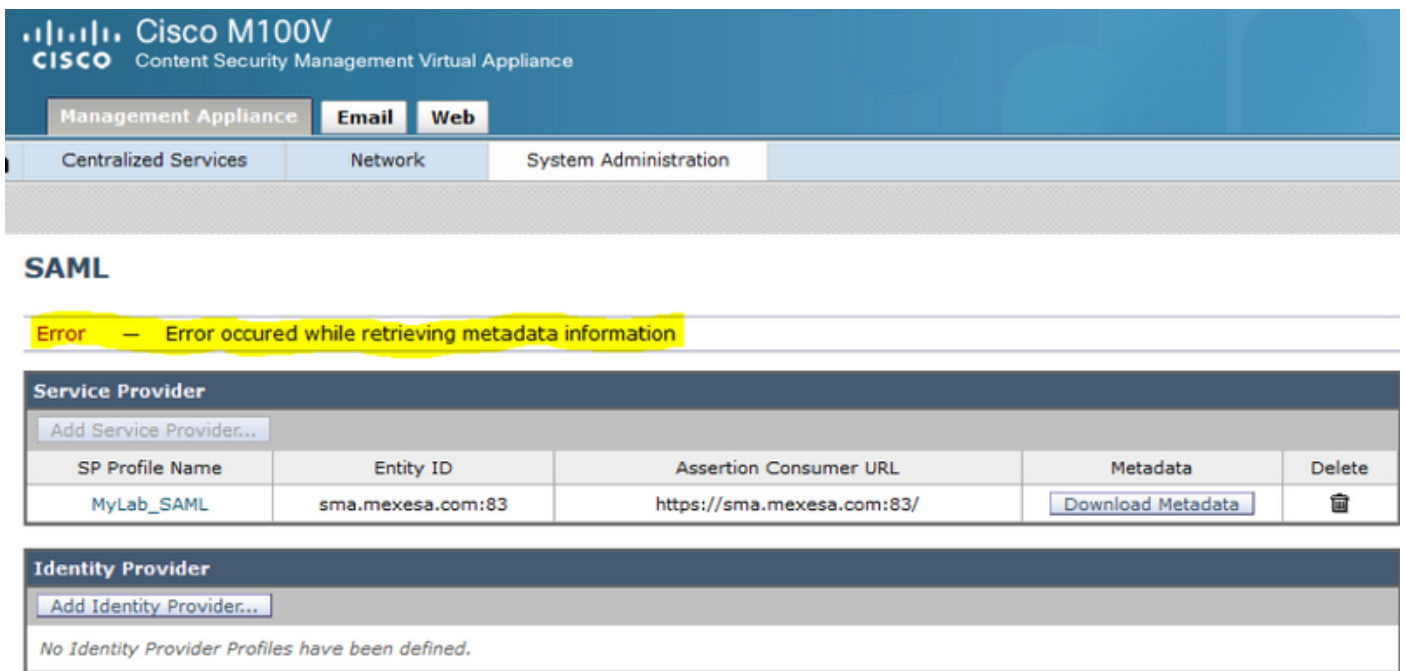 Cisco M100V
CISCO Content Security Management Virtual Appliance
Management Appliance Email Web
Centralized Services Network System Administration
SAML
Error — Error occured while retrieving metadata information
Service Provider
Add Service Provider...
SP Profile Name Entity ID Assertion Consumer URL Metadata Delete
MyLab_SAML sma.mexesa.com:83 https://sma.mexesa.com:83/ Download Metadata
Identity Provider
Add Identity Provider...
No Identity Provider Profiles have been defined.